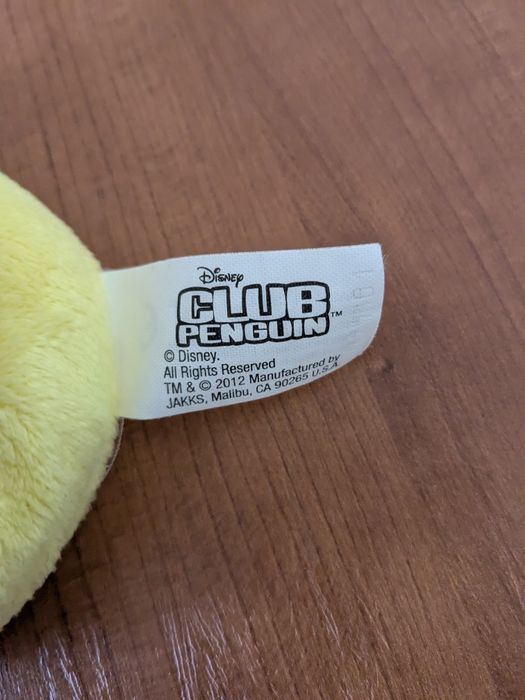 Disney
CLUB
PENGUIN™
© Disney.
All Rights Reserved
TM & © 2012 Manufactured by
JAKKS, Malibu, CA 90265 U.S.A